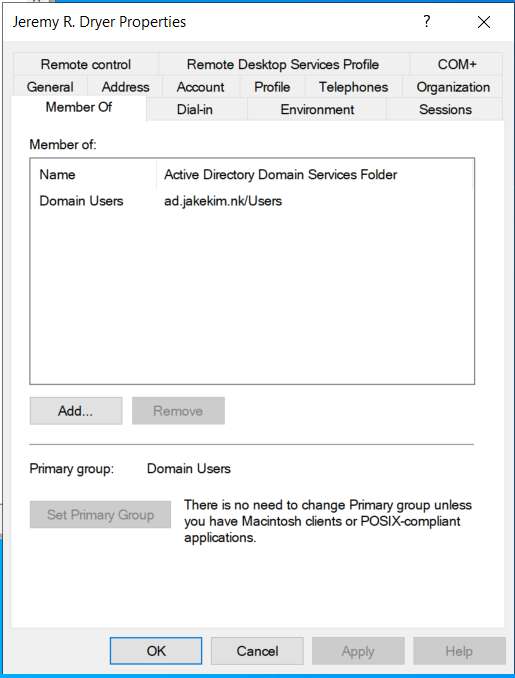 Jeremy R. Dryer Properties
?
Remote control Remote Desktop Services Profile COM+
General Address Account Profile Telephones Organization
Member Of Dial-in Environment Sessions
Member of:
Name Active Directory Domain Services Folder
Domain Users ad.jakekim.nk/Users
Add... Remove
Primary group: Domain Users
Set Primary Group
There is no need to change Primary group unless
you have Macintosh clients or POSIX-compliant
applications.
OK Cancel Apply Help